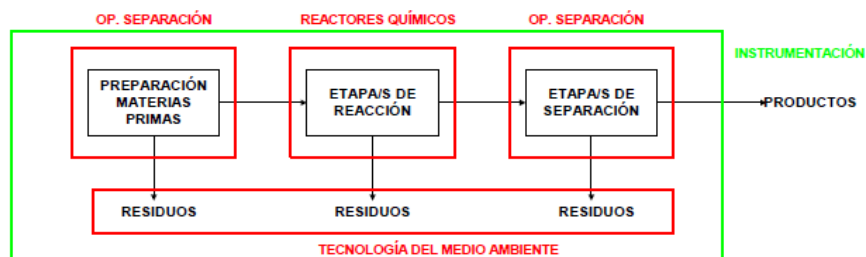 OP. SEPARACIÓN
REACTORES QUÍMICOS
OP. SEPARACIÓN
INSTRUMENTACIÓN
PREPARACIÓN
MATERIAS
PRIMAS
ETAPA/S DE
REACCIÓN
ETAPA/S DE
SEPARACIÓN
PRODUCTOS
RESIDUOS
RESIDUOS
RESIDUOS
TECNOLOGÍA DEL MEDIO AMBIENTE